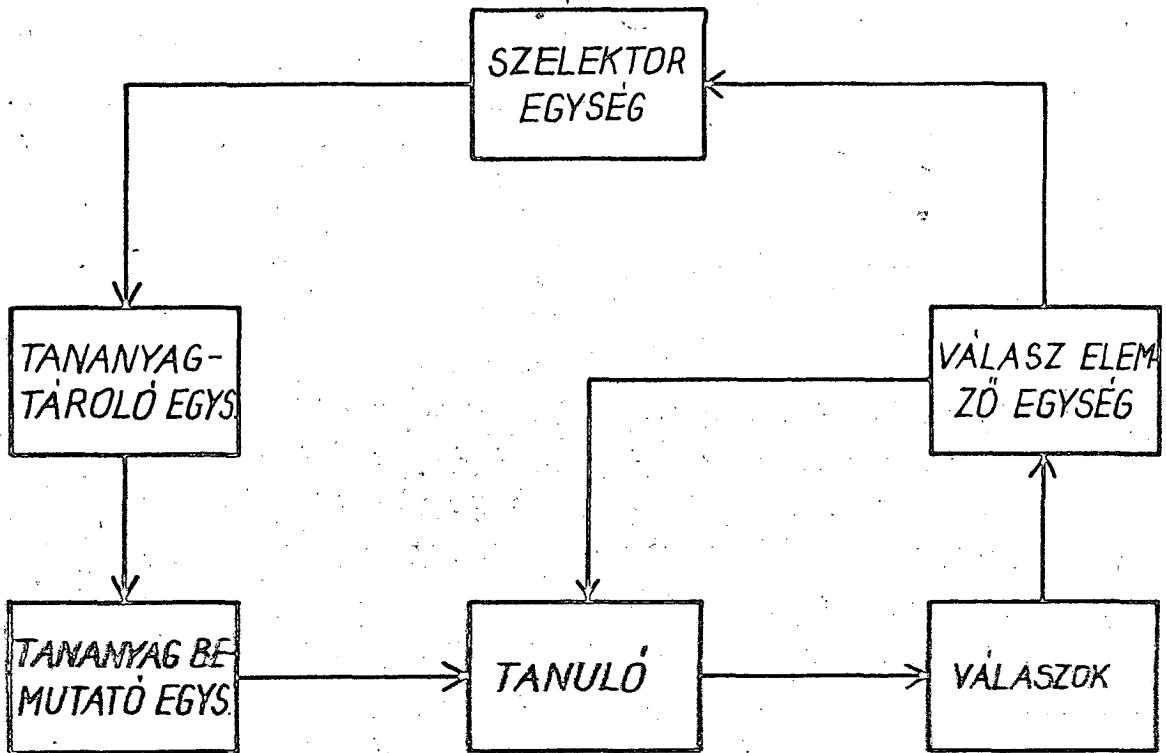 SZELEKTOR
EGYSÉG
TANANYAG-
TÁROLÓ EGYS.
VÁLASZ ELEM-
ZŐ EGYSÉG
TANANYAG BE-
MUTATÓ EGYS.
TANULÓ
VÁLASZOK